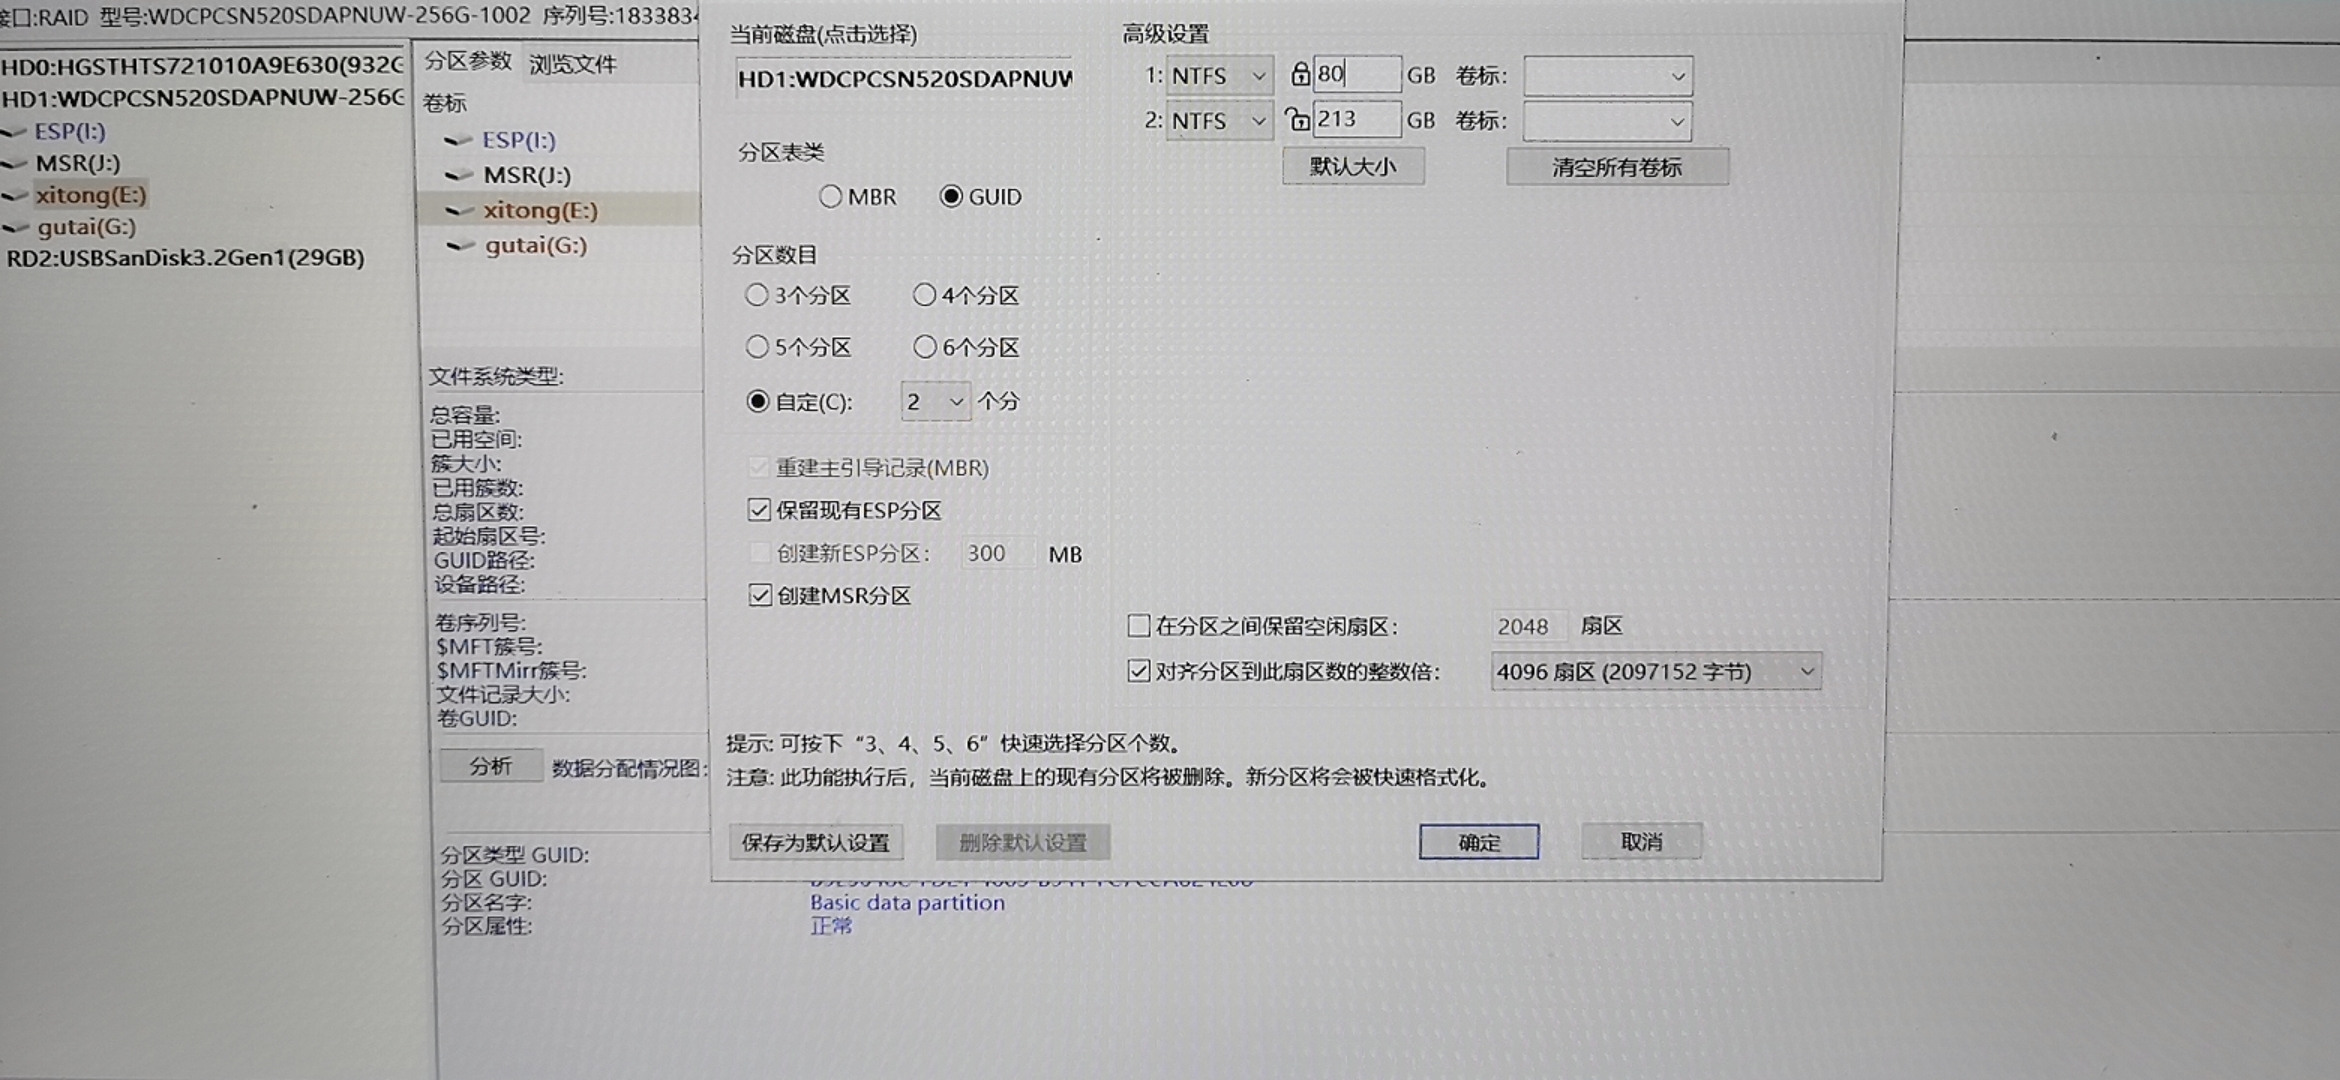 接口:RAID 型号:WDCPCSN520SDAPNUW-256G-1002 序列号:183383
HD0:HGSTHTS721010A9E630(932G
HD1:WDCPCSN520SDAPNUW-256G
ESP(I:)
MSR(J:)
xitong(E:)
gutai(G:)
RD2:USBSanDisk3.2Gen1(29GB)
分区参数 浏览文件
卷标
ESP(I:)
MSR(J:)
xitong(E:)
gutai(G:)
文件系统类型:
总容量:
已用空间:
簇大小:
已用簇数:
总扇区数:
起始扇区号:
GUID路径:
设备路径:
卷序列号:
$MFT簇号:
$MFTMirr簇号:
文件记录大小:
卷GUID:
分析 数据分配情况图:
分区类型 GUID:
分区 GUID:
分区名字: Basic data partition
分区属性: 正常
当前磁盘(点击选择)
HD1:WDCPCSN520SDAPNUW
分区表类
MBR GUID
分区数目
3个分区 4个分区
5个分区 6个分区
自定(C): 2 个分
重建主引导记录(MBR)
保留现有ESP分区
创建新ESP分区: 300 MB
创建MSR分区
高级设置
1: NTFS 80 GB 卷标:
2: NTFS 213 GB 卷标:
默认大小 清空所有卷标
在分区之间保留空闲扇区: 2048 扇区
对齐分区到此扇区数的整数倍: 4096 扇区 (2097152 字节)
提示: 可按下 “3、4、5、6” 快速选择分区个数。
注意: 此功能执行后，当前磁盘上的现有分区将被删除。新分区将会被快速格式化。
保存为默认设置 删除默认设置 确定 取消